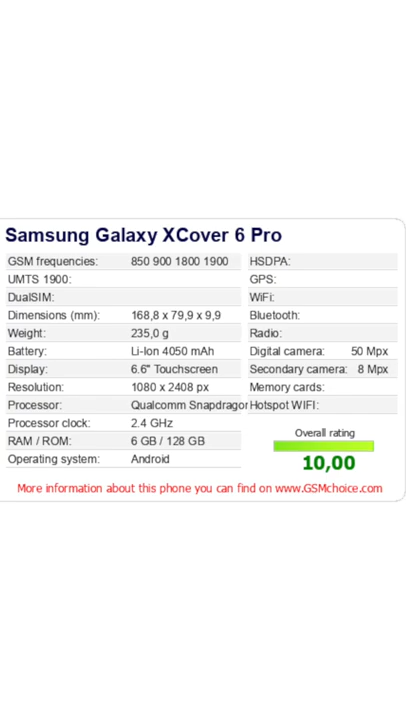 Samsung Galaxy XCover 6 Pro
GSM frequencies: 850 900 1800 1900
UMTS 1900:
DualSIM:
Dimensions (mm): 168,8 x 79,9 x 9,9
Weight: 235,0 g
Battery: Li-Ion 4050 mAh
Display: 6.6" Touchscreen
Resolution: 1080 x 2408 px
Processor: Qualcomm Snapdragor
Processor clock: 2.4 GHz
RAM / ROM: 6 GB / 128 GB
Operating system: Android
HSDPA:
GPS:
WiFi:
Bluetooth:
Radio:
Digital camera: 50 Mpx
Secondary camera: 8 Mpx
Memory cards:
Hotspot WIFI:
Overall rating
10,00
More information about this phone you can find on www.GSMchoice.com